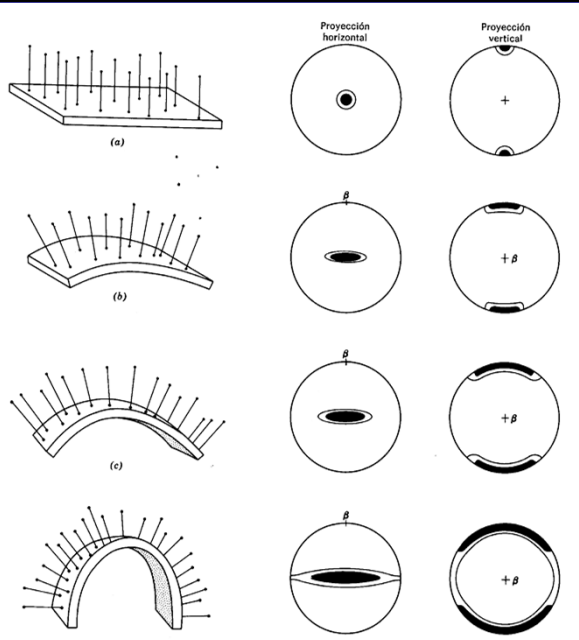 Proyección
horizontal
Proyección
vertical
(a)
β
β
(b)
β
β
(c)
β
β